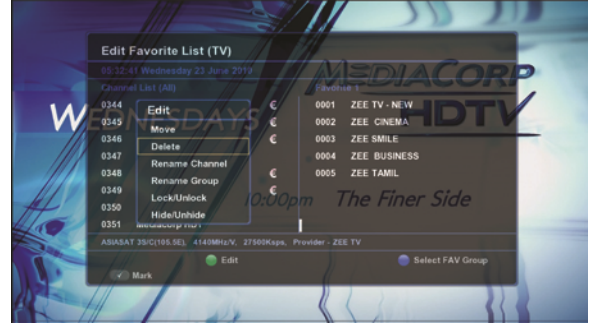 Edit Favorite List (TV)
05:32:41 Wednesday 23 June 2010
MEDIACORP
HDTV
WEDNESDAYS
10:00pm The Finer Side
Channel List (All)
0344 €
0345 €
0346 €
0347
0348 €
0349 €
0350
0351 Mediacorp HD1
Edit
Move
Delete
Rename Channel
Rename Group
Lock/Unlock
Hide/Unhide
Favorite 1
0001 ZEE TV - NEW
0002 ZEE CINEMA
0003 ZEE SMILE
0004 ZEE BUSINESS
0005 ZEE TAMIL
ASIASAT 3S/C(105.5E), 4140MHz/V, 27500Ksps, Provider - ZEE TV
Edit
Select FAV Group
✓ Mark